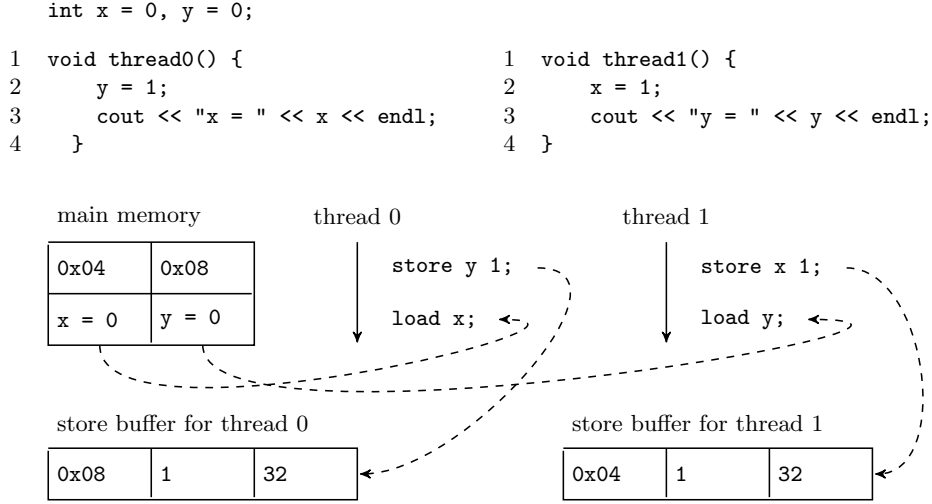 int x = 0, y = 0;
1 void thread0() {
2 y = 1;
3 cout << "x = " << x << endl;
4 }
1 void thread1() {
2 x = 1;
3 cout << "y = " << y << endl;
4 }
main memory
0x04 0x08
x = 0 y = 0
thread 0
store y 1;
load x;
thread 1
store x 1;
load y;
store buffer for thread 0
0x08 1 32
store buffer for thread 1
0x04 1 32